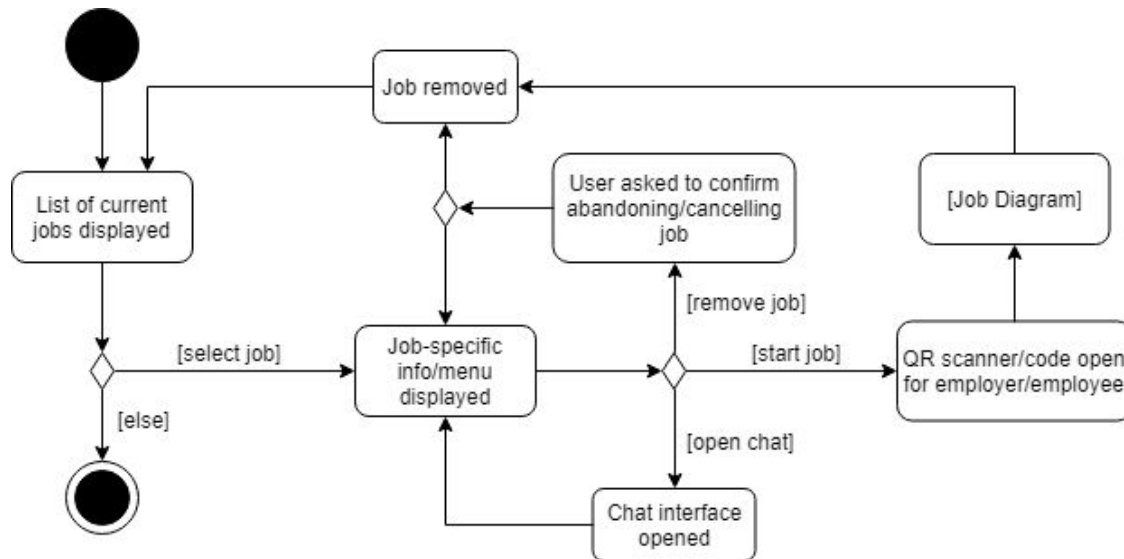 Job removed
List of current
jobs displayed
User asked to confirm
abandoning/cancelling
job
[Job Diagram]
[remove job]
[select job]
Job-specific
info/menu
displayed
[start job]
QR scanner/code open
for employer/employee
[else]
[open chat]
Chat interface
opened